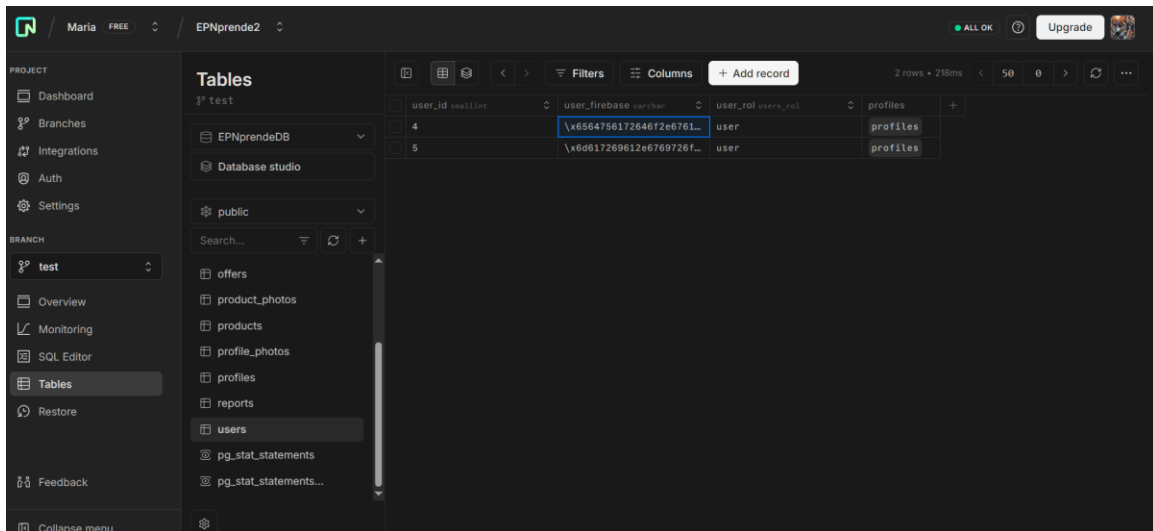 Maria FREE / EPNprende2
ALL OK
Upgrade
PROJECT
Dashboard
Branches
Integrations
Auth
Settings
BRANCH
test
Overview
Monitoring
SQL Editor
Tables
Restore
Feedback
Collapse menu
Tables
test
EPNprendeDB
Database studio
public
Search...
offers
product_photos
products
profile_photos
profiles
reports
users
pg_stat_statements
pg_stat_statements...
Filters Columns + Add record 2 rows • 218ms 50 0
user_id smallint user_firebase varchar user_rol users_rol profiles
4 \x6564756172646f2e6761… user profiles
5 \x6d617269612e6769726f… user profiles